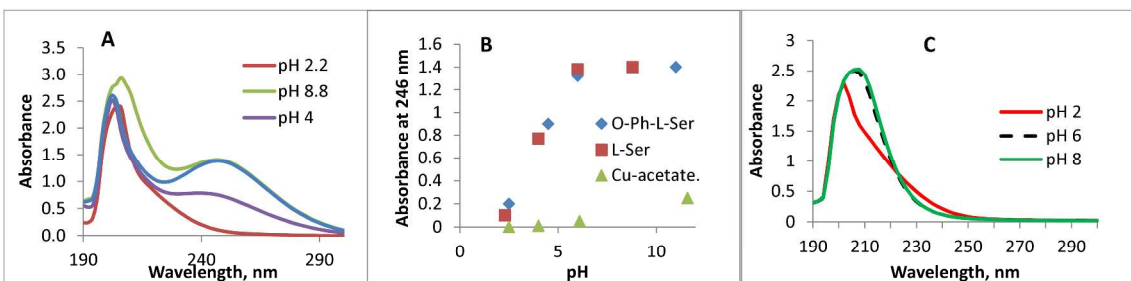 A
Absorbance
3.5
3.0
2.5
2.0
1.5
1.0
0.5
0.0
190
240
290
Wavelength, nm
pH 2.2
pH 8.8
pH 4
B
Absorbance at 246 nm
1.6
1.4
1.2
1
0.8
0.6
0.4
0.2
0
0
5
10
pH
O-Ph-L-Ser
L-Ser
Cu-acetate.
C
Absorbance
3
2.5
2
1.5
1
0.5
0
190
210
230
250
270
290
Wavelength, nm
pH 2
pH 6
pH 8